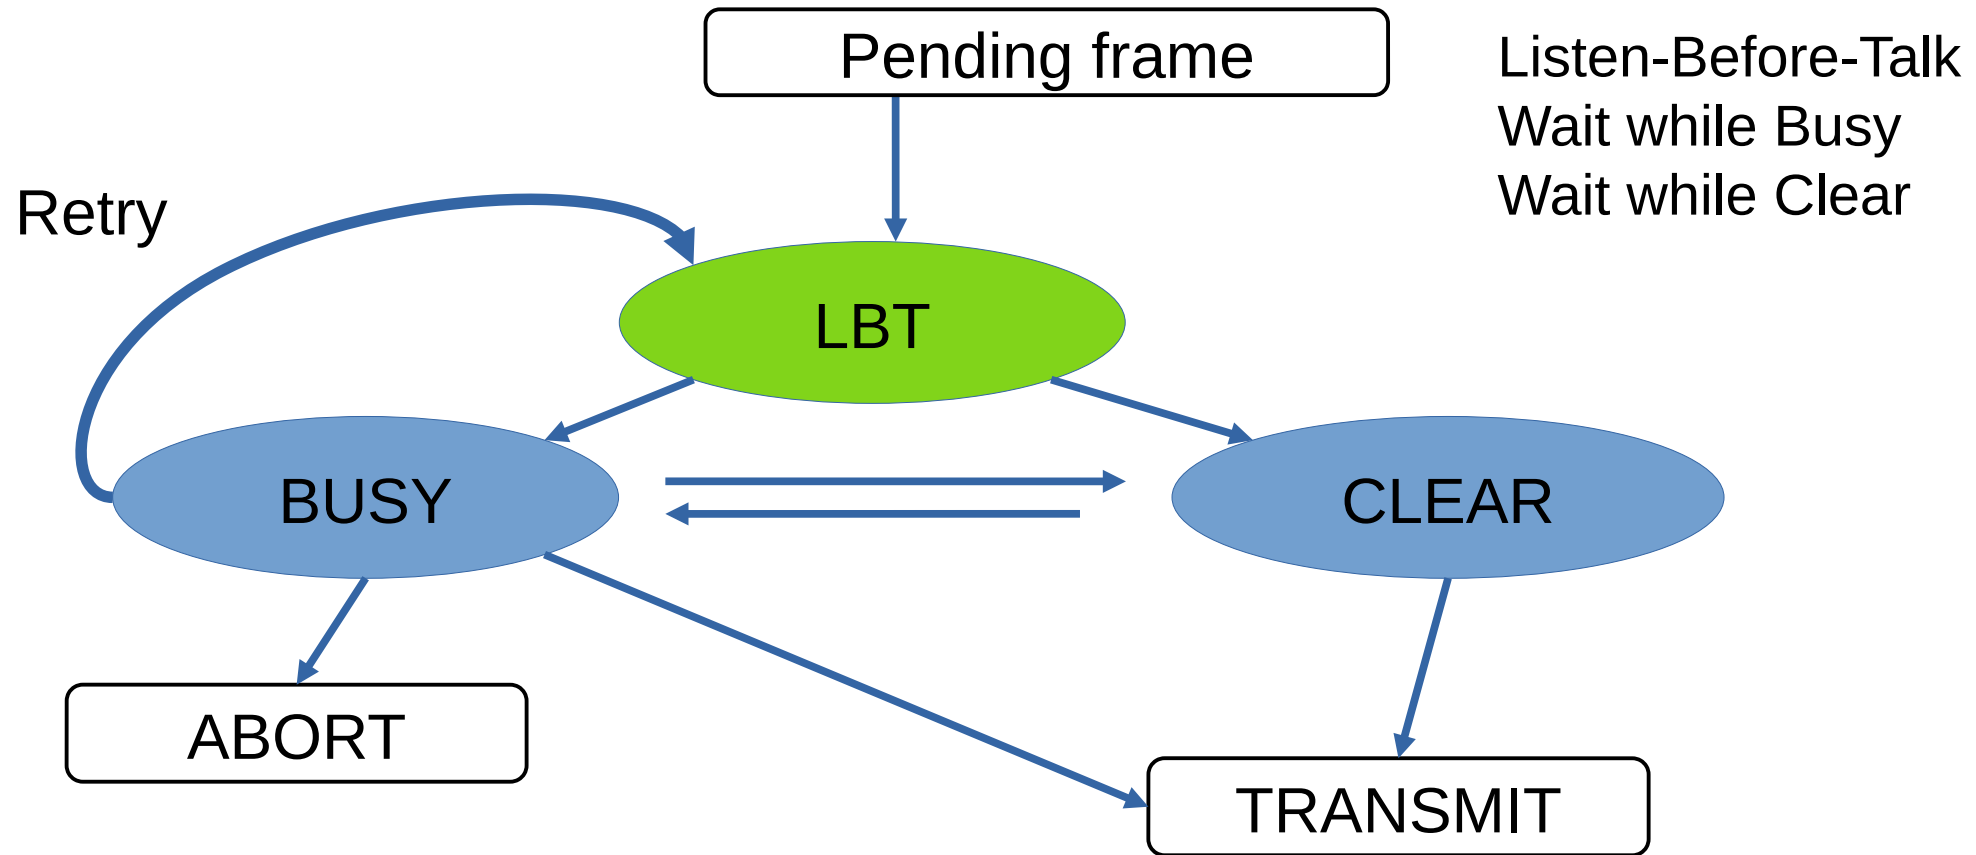 Pending frame
Listen-Before-Talk
Wait while Busy
Wait while Clear
Retry
LBT
BUSY
CLEAR
ABORT
TRANSMIT